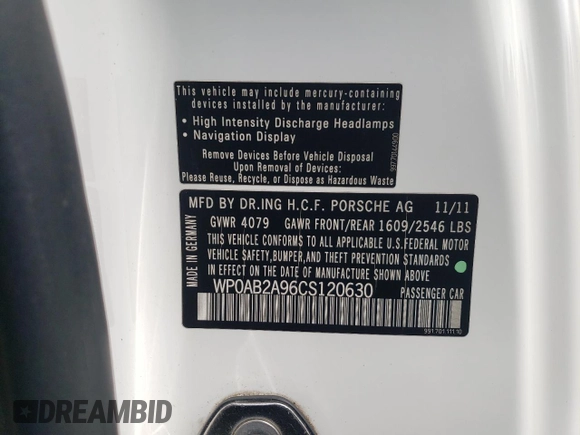 This vehicle may include mercury-containing
devices installed by the manufacturer:
• High Intensity Discharge Headlamps
• Navigation Display
Remove Devices Before Vehicle Disposal
Upon Removal of Devices:
Please Reuse, Recycle or Dispose as Hazardous Waste
MFD BY DR.ING H.C.F. PORSCHE AG 11/11
GVWR 4079 GAWR FRONT/REAR 1609/2546 LBS
THIS VEHICLE CONFORMS TO ALL APPLICABLE U.S.FEDERAL MOTOR
VEHICLE SAFETY,BUMPER,AND THEFT PREVENTION STANDARDS
IN EFFECT ON THE DATE OF MANUFACTURE SHOWN ABOVE
WP0AB2A96CS120630 PASSENGER CAR
991.701.111.10
MADE IN GERMANY
DREAMBID